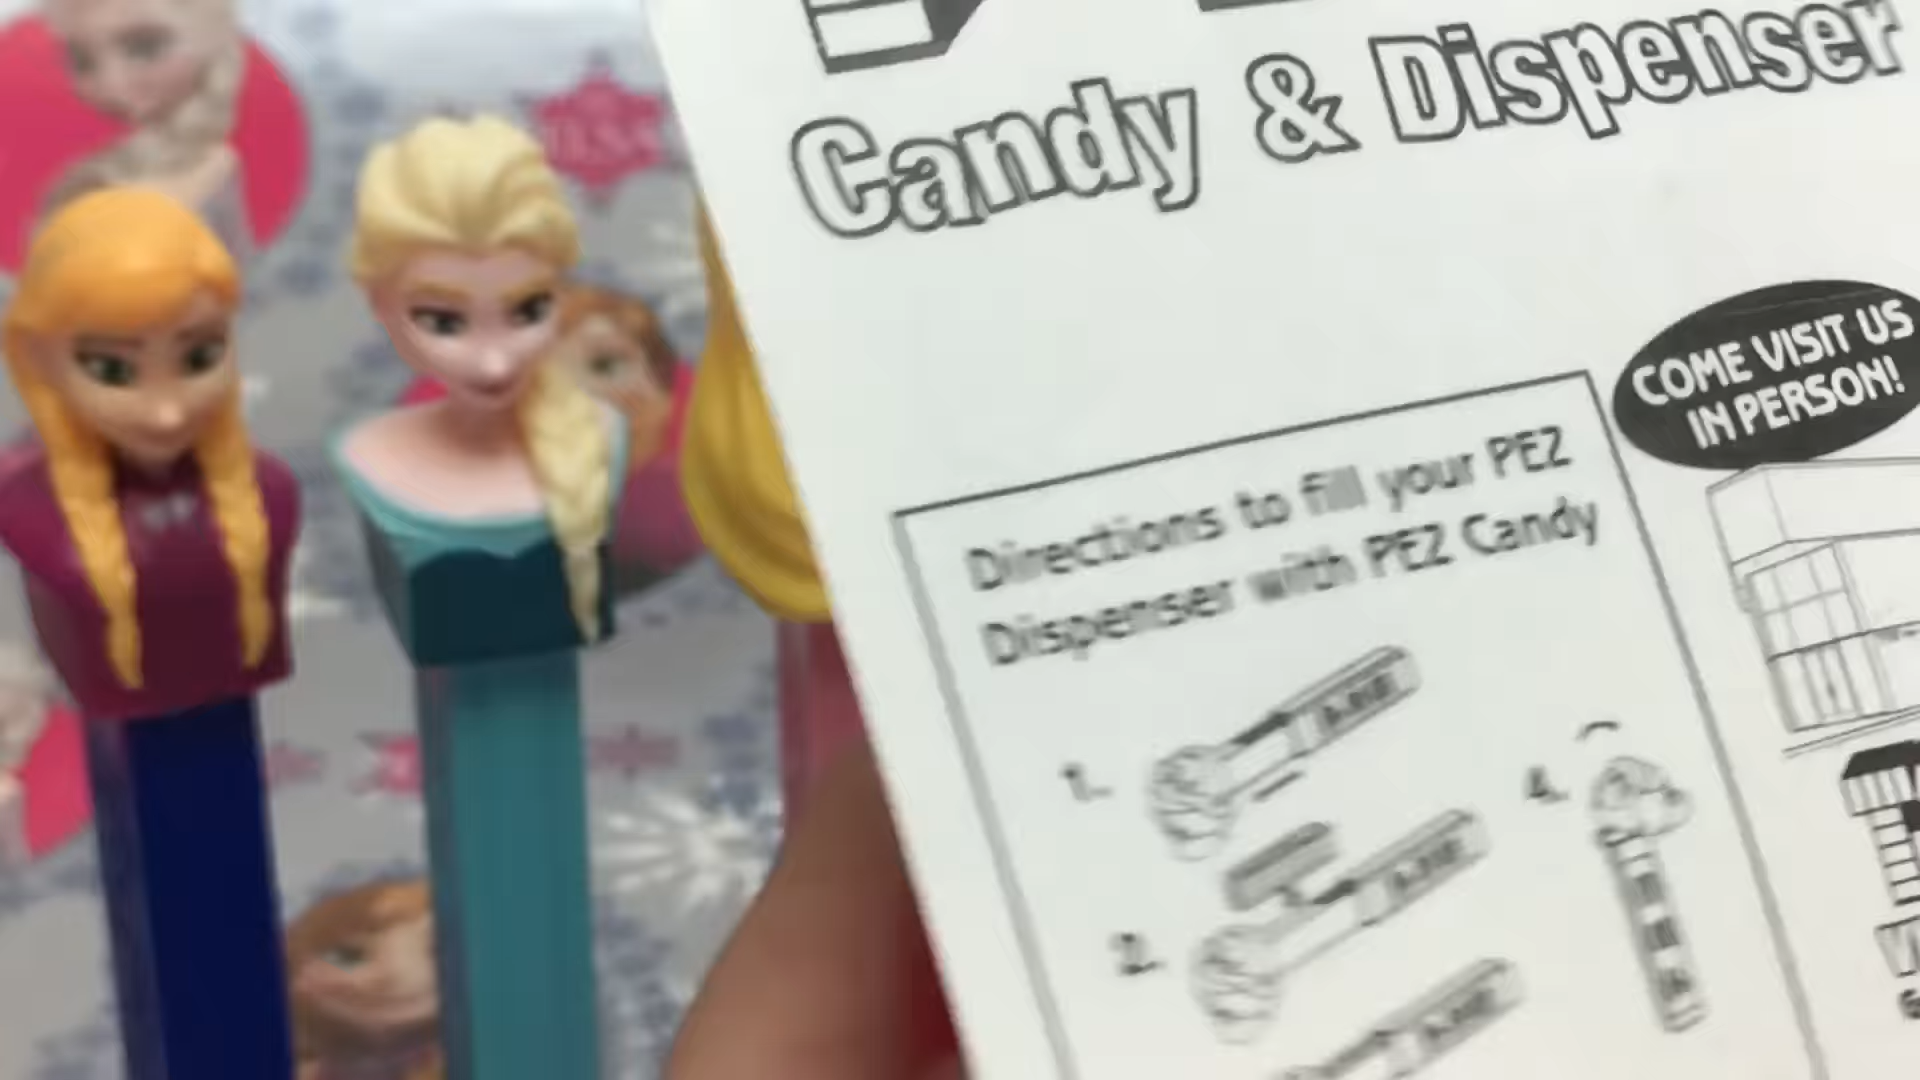 ELSA
Candy & Dispenser
COME VISIT US
IN PERSON!
Directions to fill your PEZ
Dispenser with PEZ Candy
1.
4.
2.